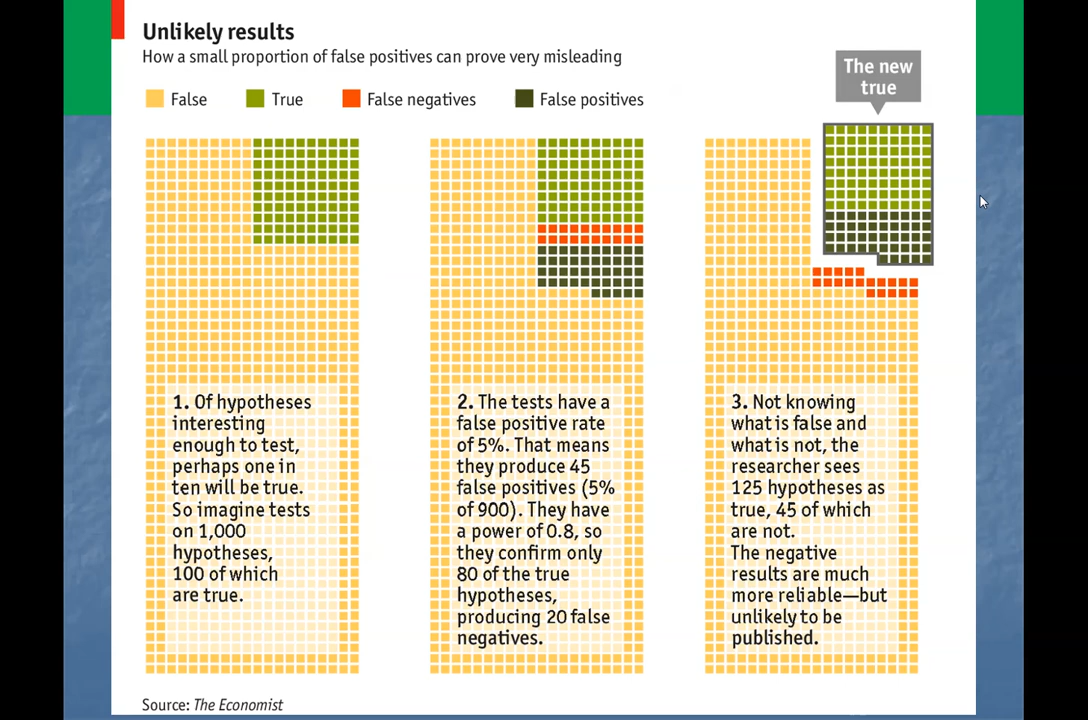 Unlikely results
How a small proportion of false positives can prove very misleading
False
True
False negatives
False positives
The new
true
1. Of hypotheses
interesting
enough to test,
perhaps one in
ten will be true.
So imagine tests
on 1,000
hypotheses,
100 of which
are true.
2. The tests have a
false positive rate
of 5%. That means
they produce 45
false positives (5%
of 900). They have
a power of 0.8, so
they confirm only
80 of the true
hypotheses,
producing 20 false
negatives.
3. Not knowing
what is false and
what is not, the
researcher sees
125 hypotheses as
true, 45 of which
are not.
The negative
results are much
more reliable—but
unlikely to be
published.
Source: The Economist